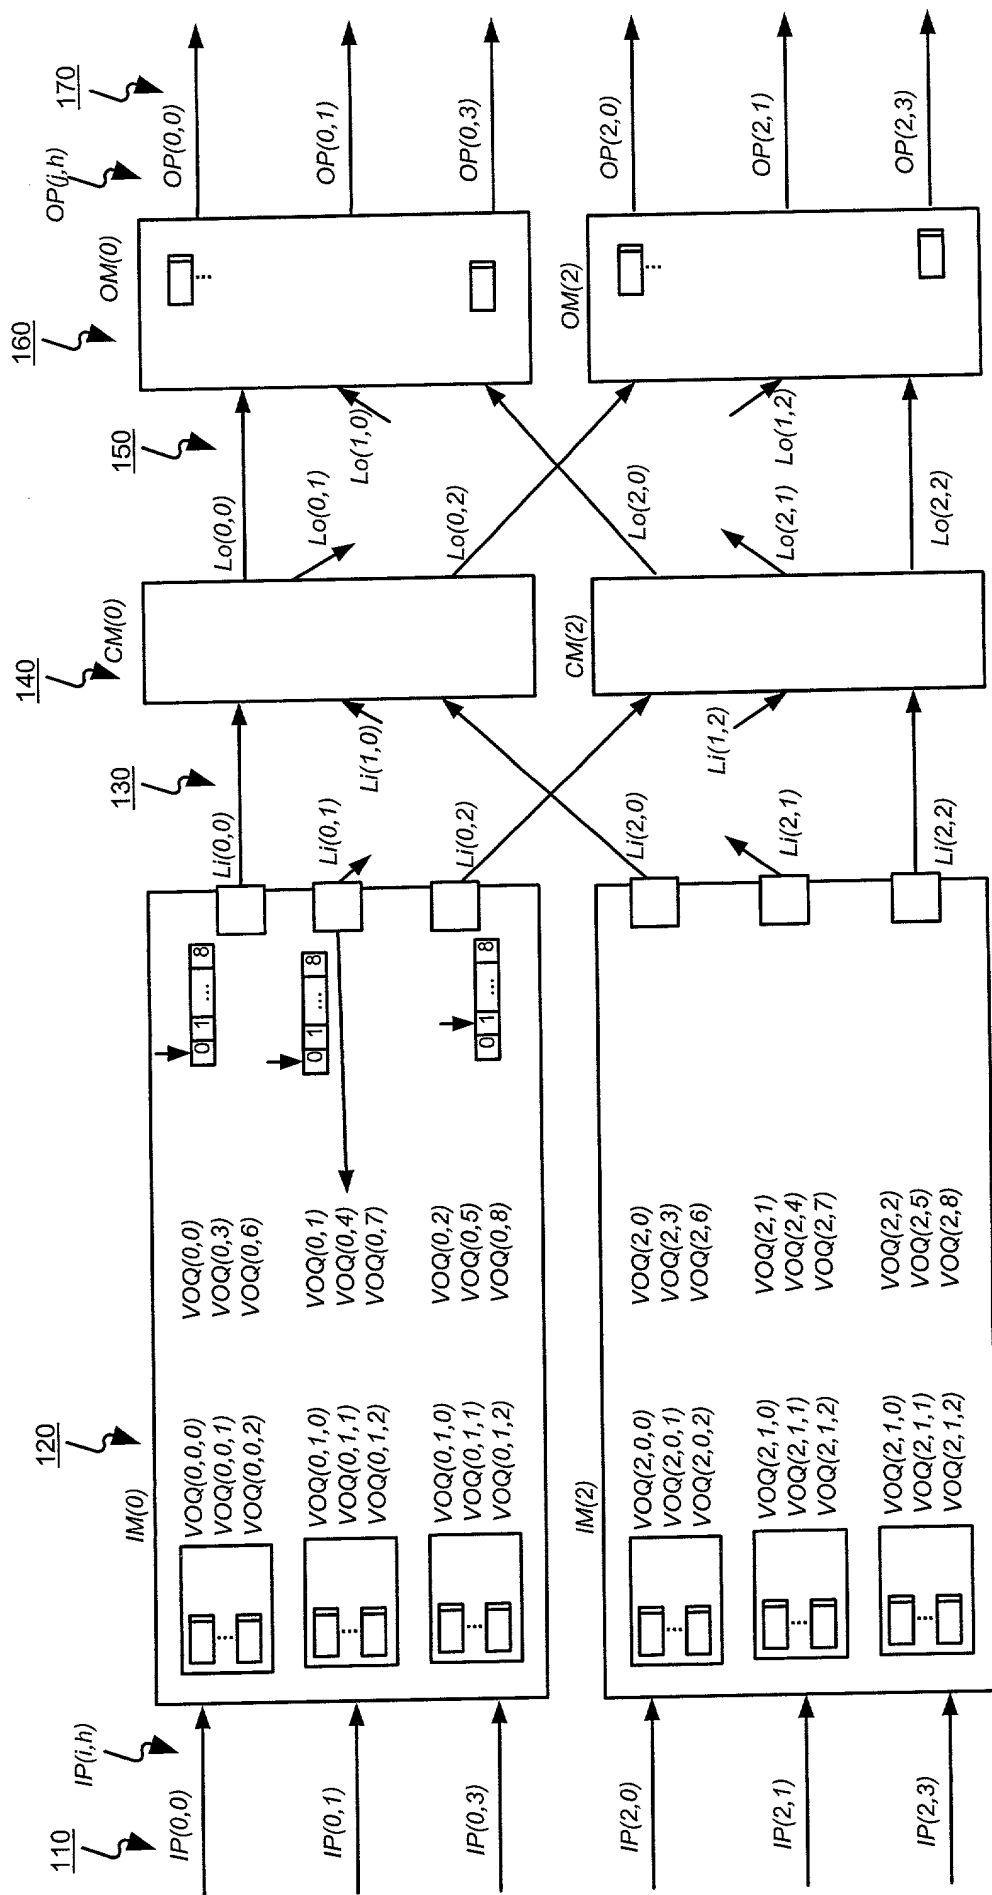 110
IP(i,h)
IP(0,0)
IP(0,1)
IP(0,3)
IP(2,0)
IP(2,1)
IP(2,3)
120
IM(0)
VOQ(0,0,0)
VOQ(0,0,1)
VOQ(0,0,2)
VOQ(0,1,0)
VOQ(0,1,1)
VOQ(0,1,2)
VOQ(0,1,0)
VOQ(0,1,1)
VOQ(0,1,2)
VOQ(0,0)
VOQ(0,3)
VOQ(0,6)
VOQ(0,1)
VOQ(0,4)
VOQ(0,7)
VOQ(0,2)
VOQ(0,5)
VOQ(0,8)
0 1 ... 8
0 1 ... 8
0 1 ... 8
IM(2)
VOQ(2,0,0)
VOQ(2,0,1)
VOQ(2,0,2)
VOQ(2,1,0)
VOQ(2,1,1)
VOQ(2,1,2)
VOQ(2,1,0)
VOQ(2,1,1)
VOQ(2,1,2)
VOQ(2,0)
VOQ(2,3)
VOQ(2,6)
VOQ(2,1)
VOQ(2,4)
VOQ(2,7)
VOQ(2,2)
VOQ(2,5)
VOQ(2,8)
130
Li(0,0)
Li(0,1)
Li(1,0)
Li(0,2)
Li(2,0)
Li(1,2)
Li(2,1)
Li(2,2)
140
CM(0)
CM(2)
150
Lo(0,0)
Lo(0,1)
Lo(1,0)
Lo(0,2)
Lo(2,0)
Lo(1,2)
Lo(2,1)
Lo(2,2)
160
OM(0)
OM(2)
OP(j,h)
170
OP(0,0)
OP(0,1)
OP(0,3)
OP(2,0)
OP(2,1)
OP(2,3)